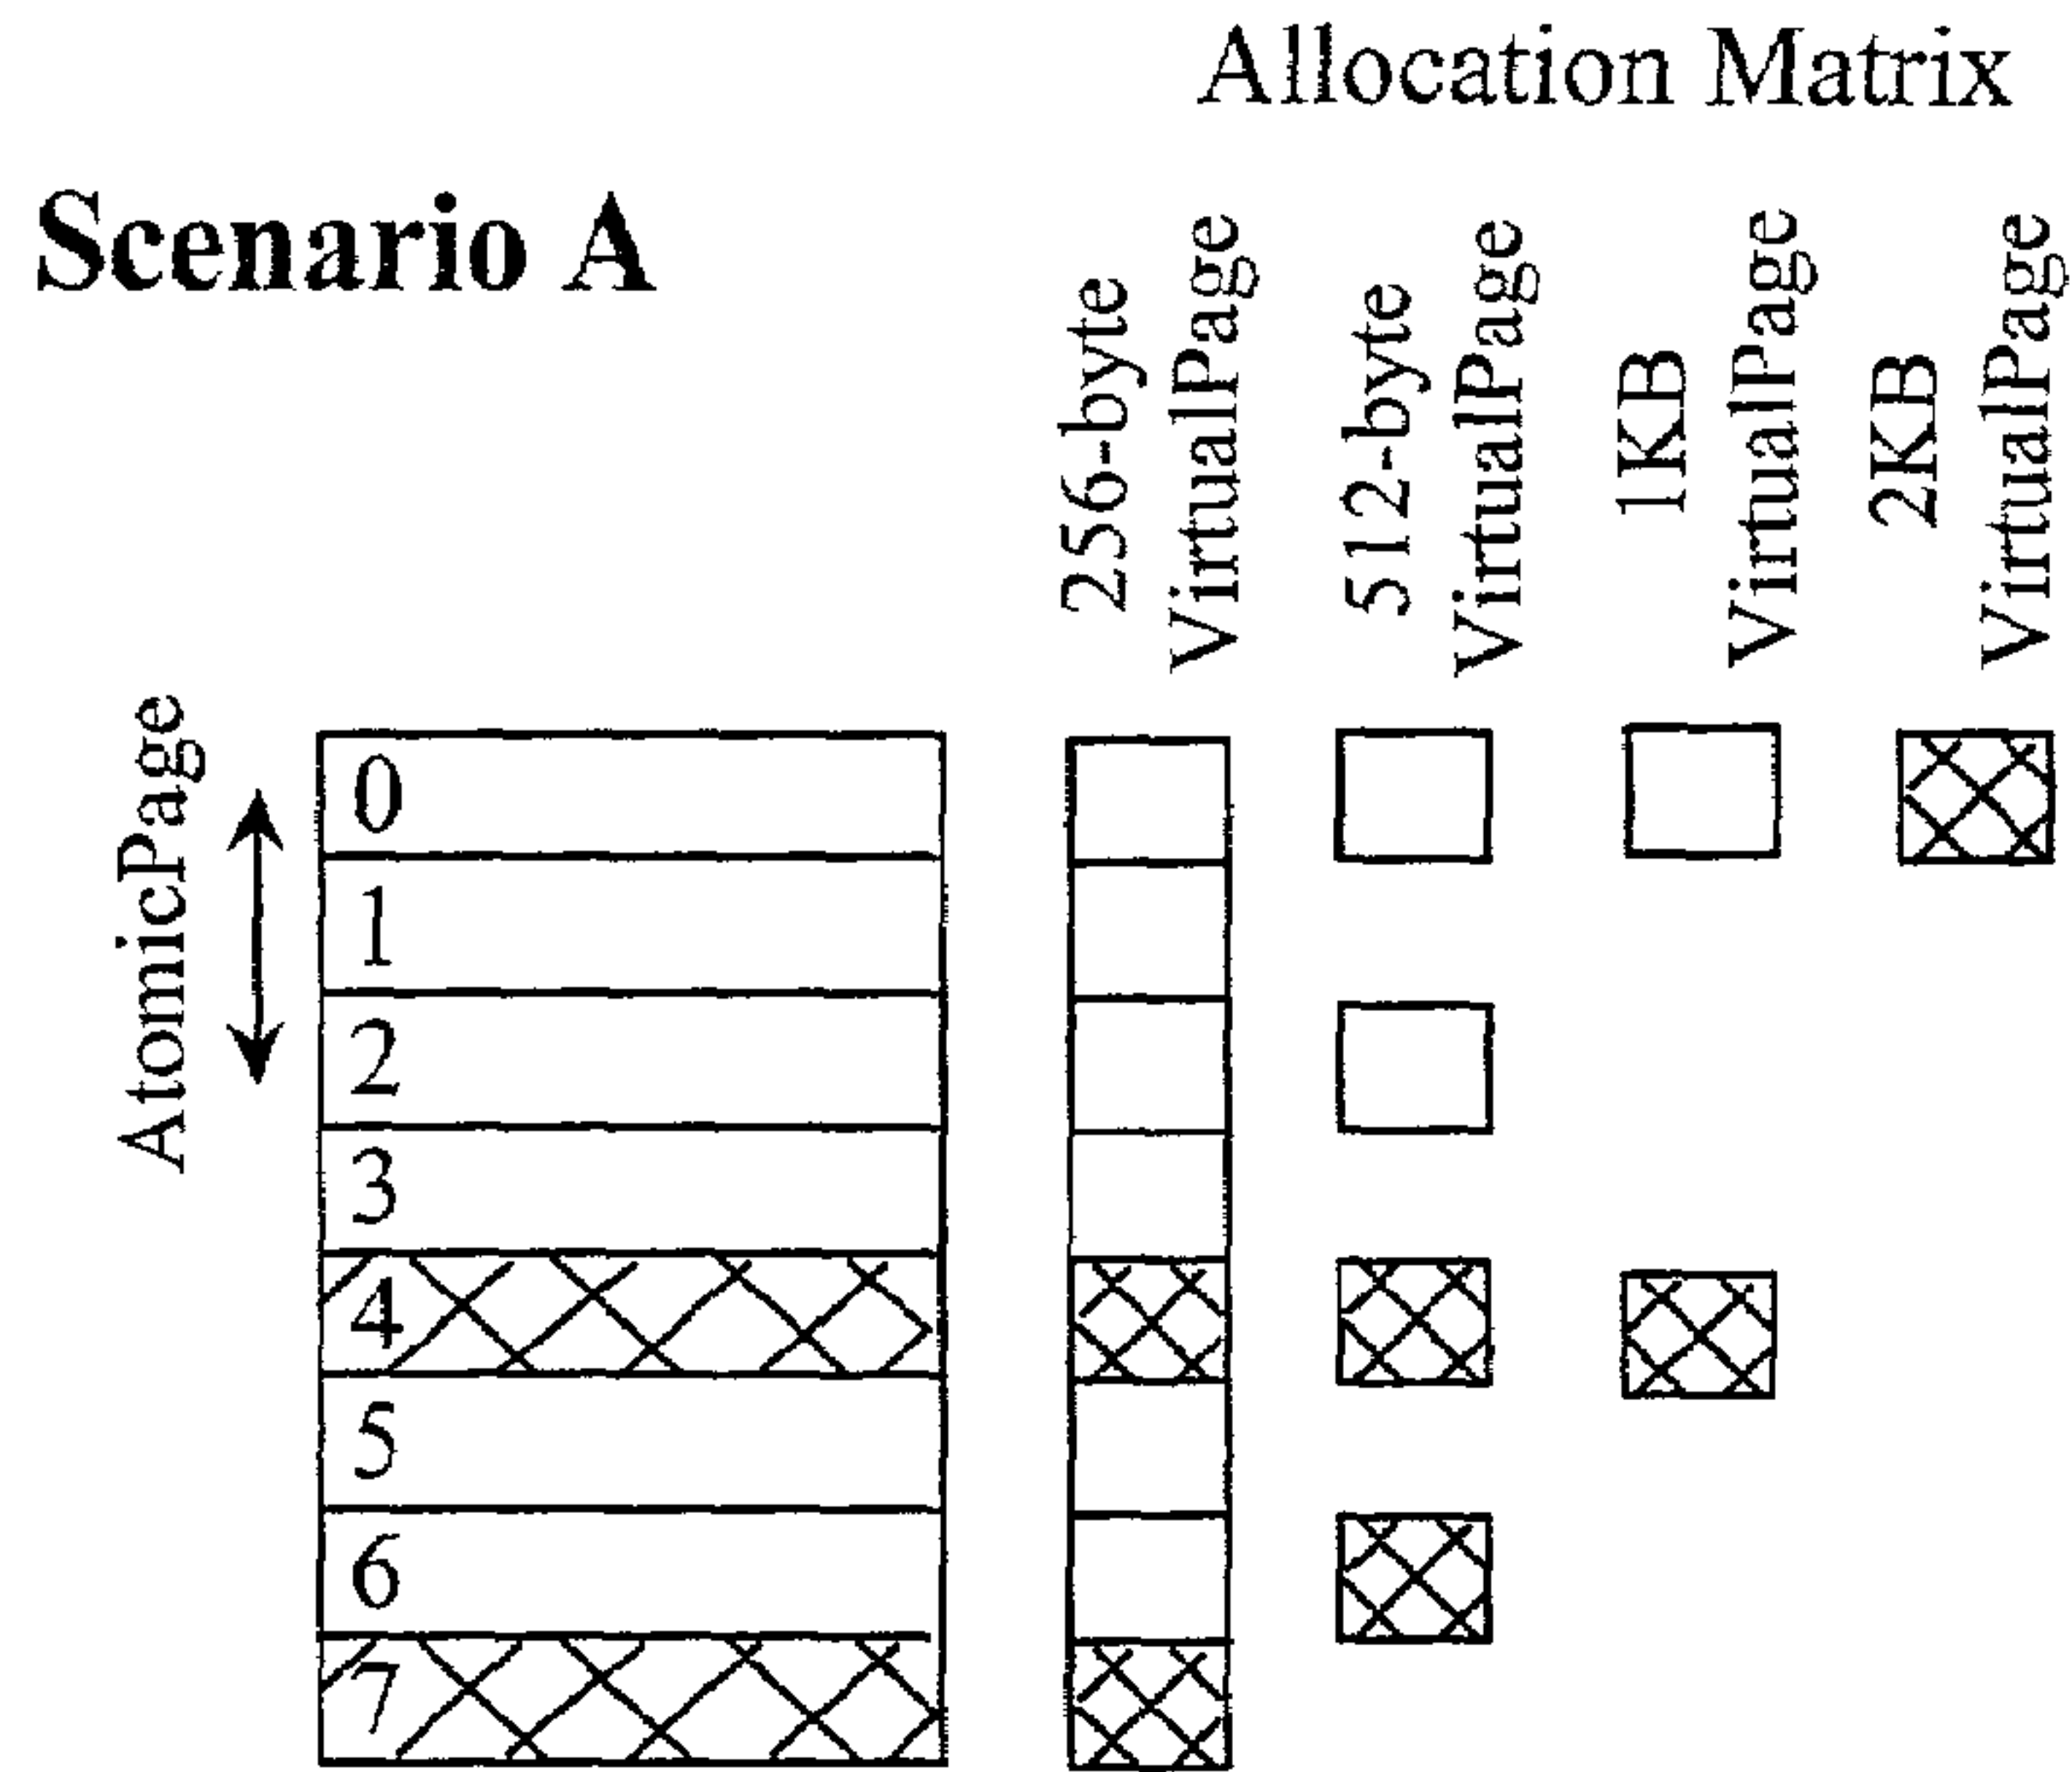 Allocation Matrix
Scenario A
256-byte
VirtualPage
512-byte
VirtualPage
1KB
VirtualPage
2KB
VirtualPage
AtomicPage
0
1
2
3
4
5
6
7